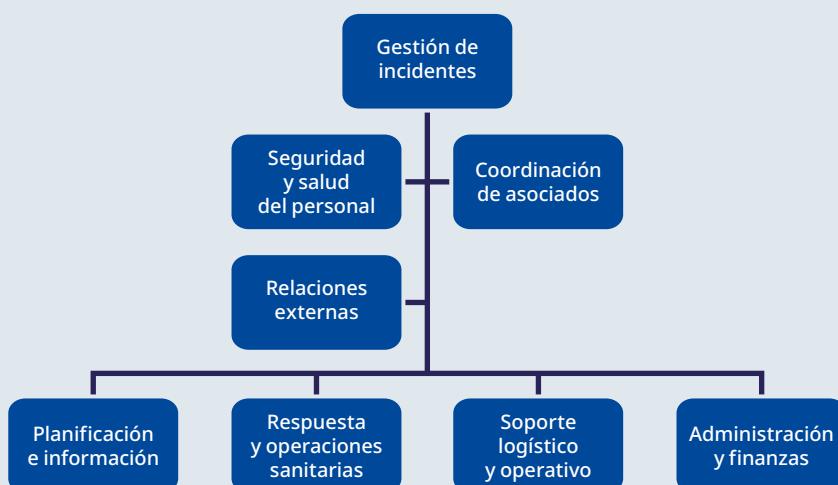 Gestión de
incidentes
Seguridad
y salud
del personal
Coordinación
de asociados
Relaciones
externas
Planificación
e información
Respuesta
y operaciones
sanitarias
Soporte
logístico
y operativo
Administración
y finanzas